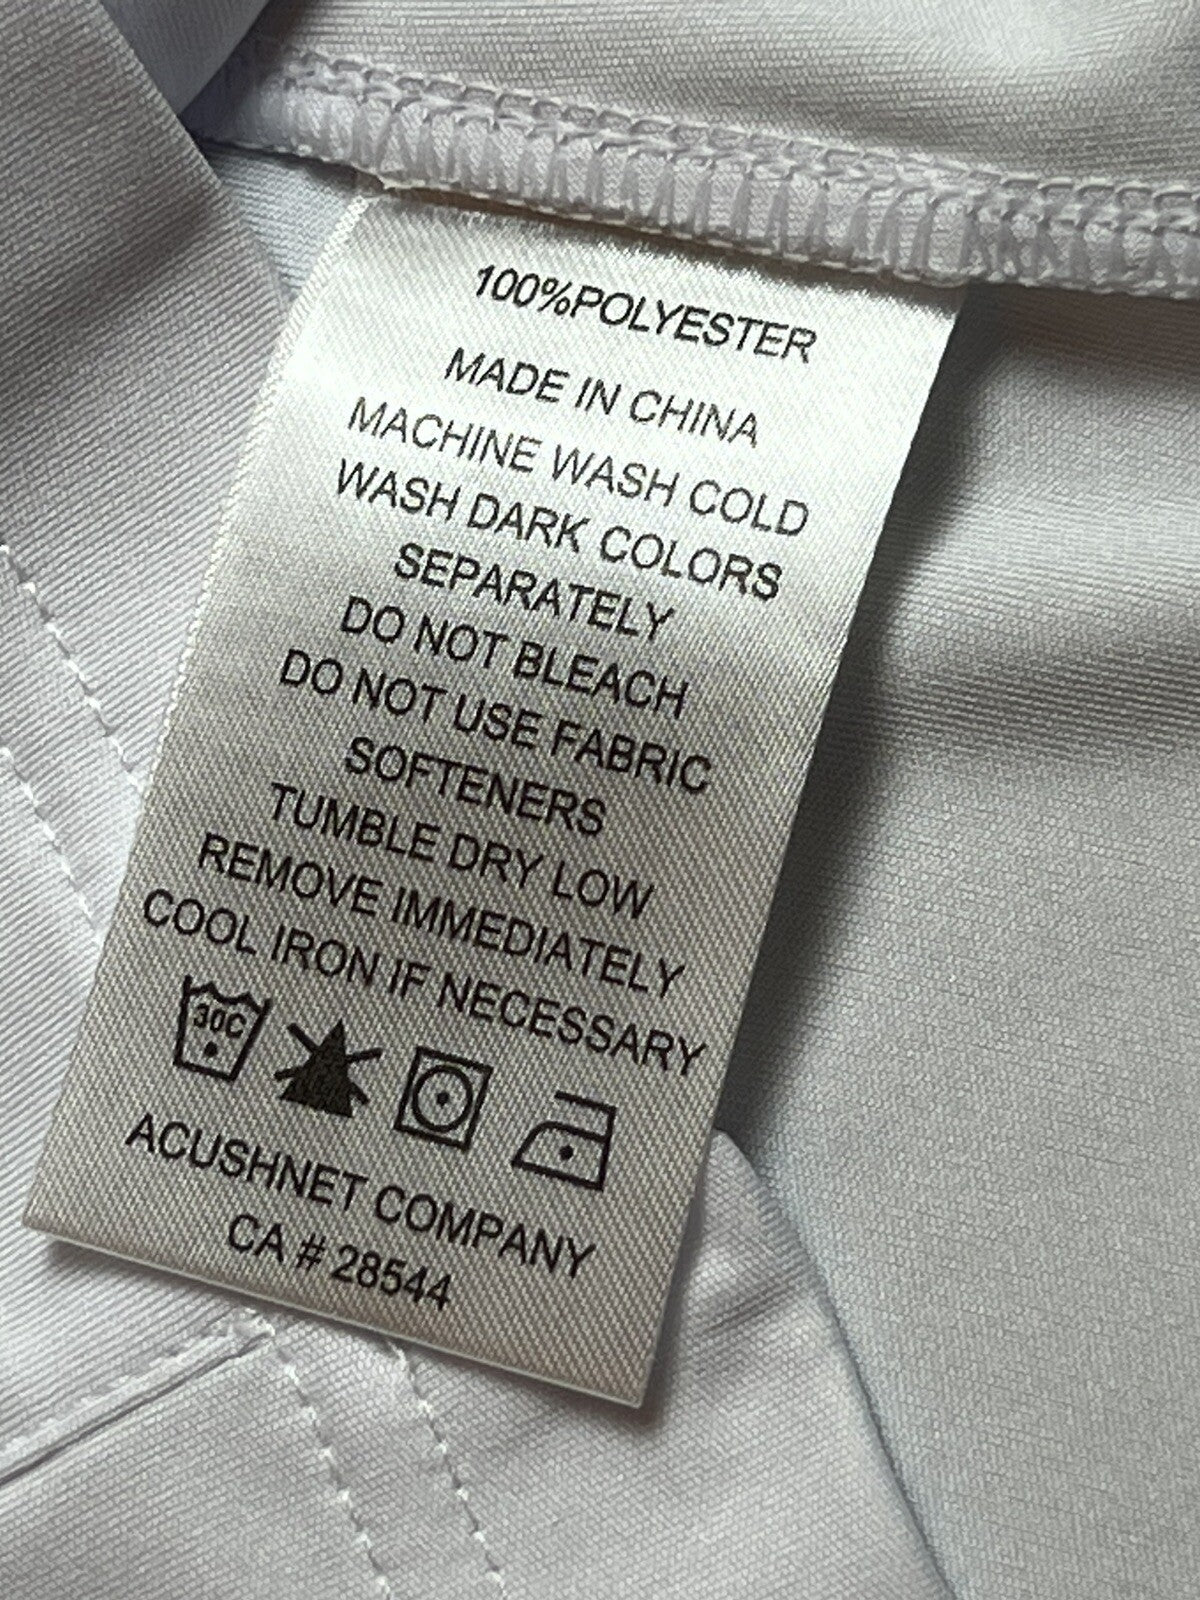 100%POLYESTER
MADE IN CHINA
MACHINE WASH COLD
WASH DARK COLORS
SEPARATELY
DO NOT BLEACH
DO NOT USE FABRIC
SOFTENERS
TUMBLE DRY LOW
REMOVE IMMEDIATELY
COOL IRON IF NECESSARY
30C
ACUSHNET COMPANY
CA # 28544